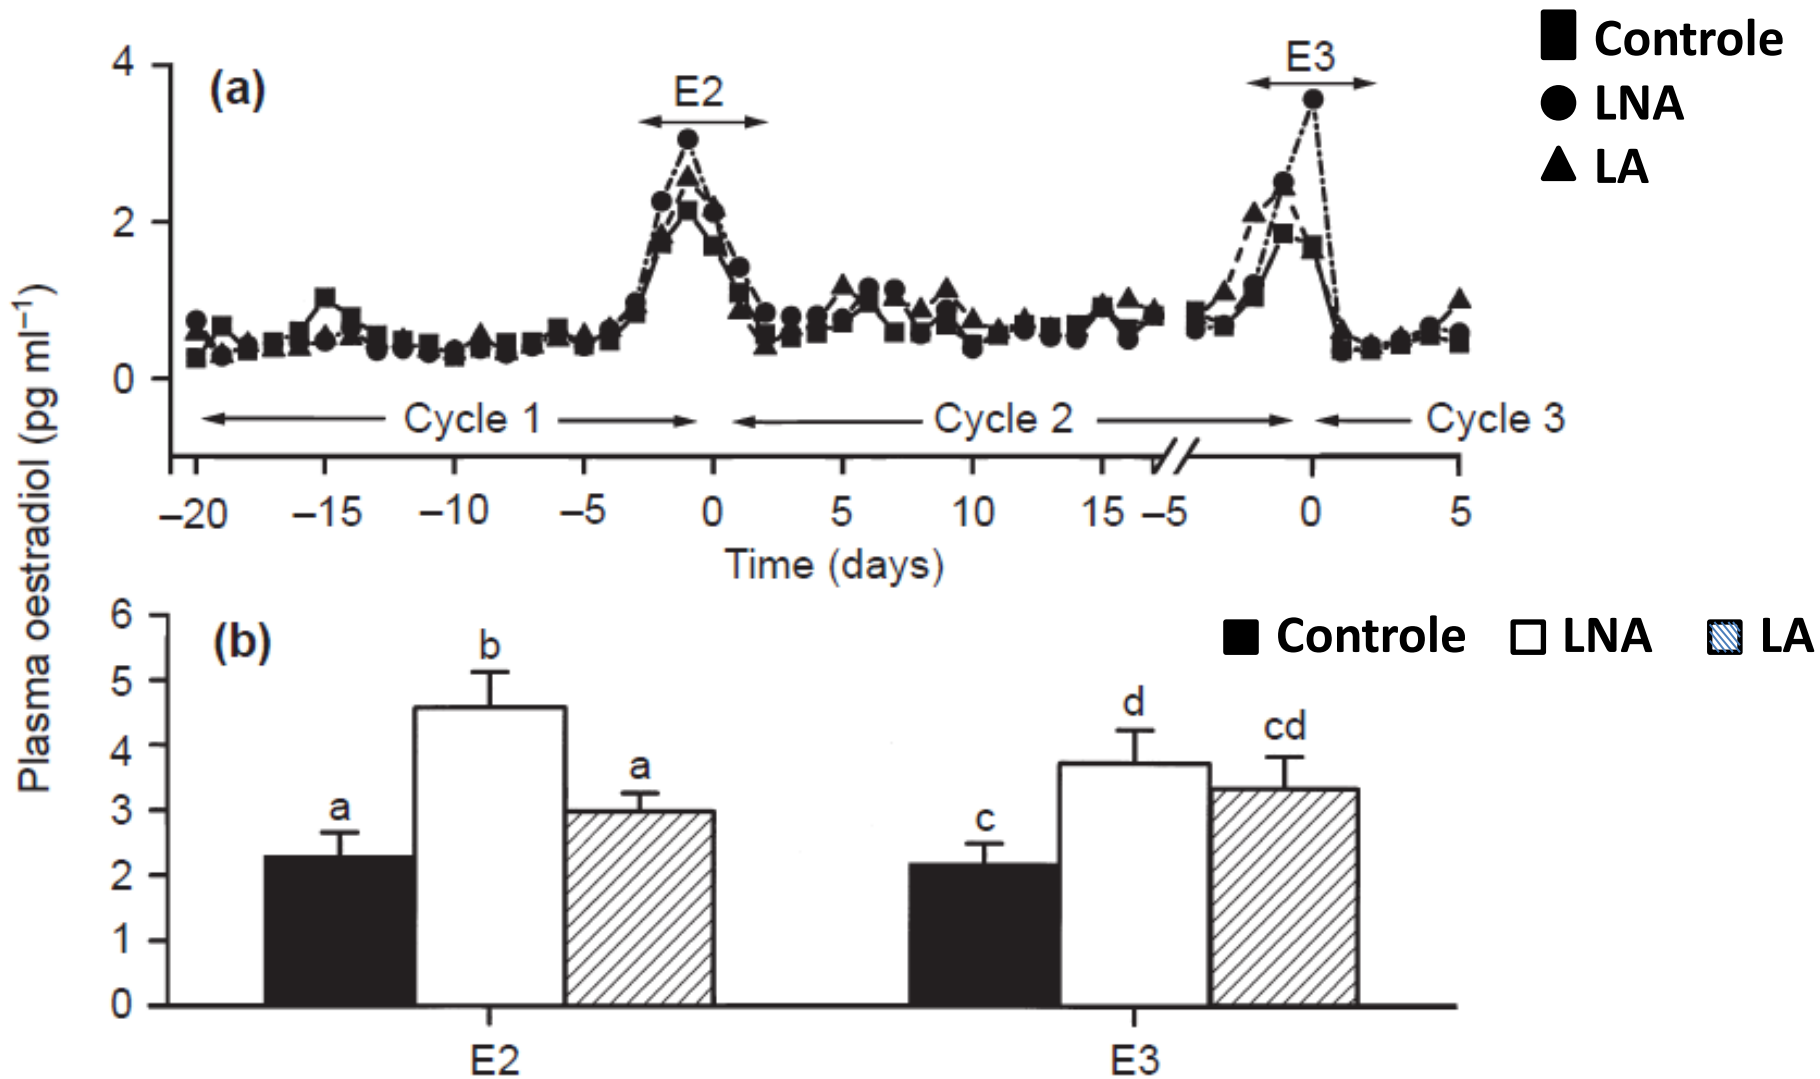 Plasma oestradiol (pg ml⁻¹)
(a)
Controle
LNA
LA
E2
E3
4
2
0
Cycle 1
Cycle 2
Cycle 3
–20 –15 –10 –5 0 5 10 15 –5 0 5
Time (days)
(b)
Controle LNA LA
6
5
4
3
2
1
0
a b a
c d cd
E2 E3